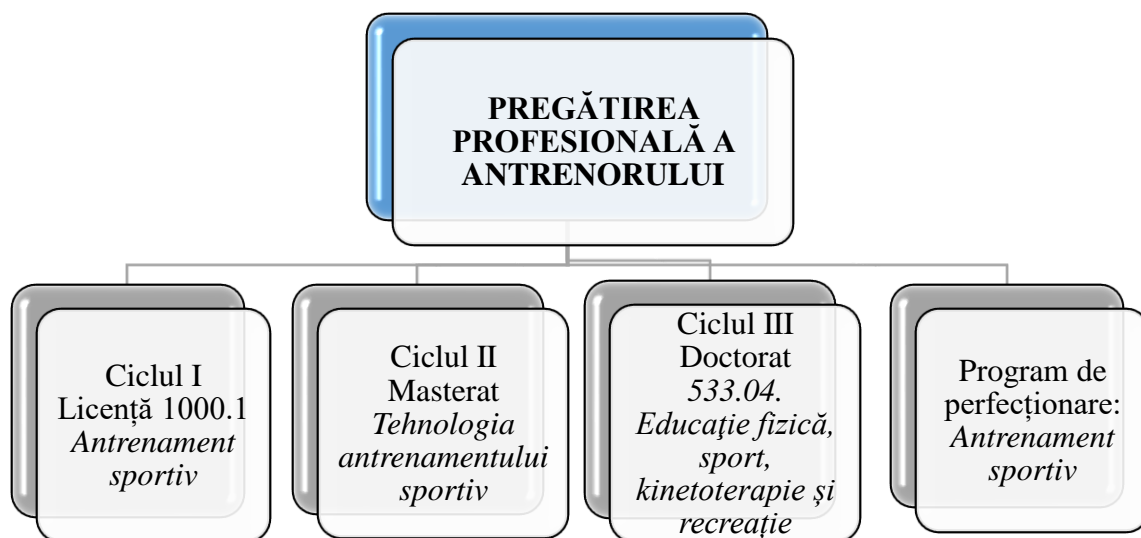 PREGĂTIREA
PROFESIONALĂ A
ANTRENORULUI
Ciclul I
Licență 1000.1
Antrenament
sportiv
Ciclul II
Masterat
Tehnologia
antrenamentului
sportiv
Ciclul III
Doctorat
533.04.
Educaţie fizică,
sport,
kinetoterapie și
recreație
Program de
perfecționare:
Antrenament
sportiv